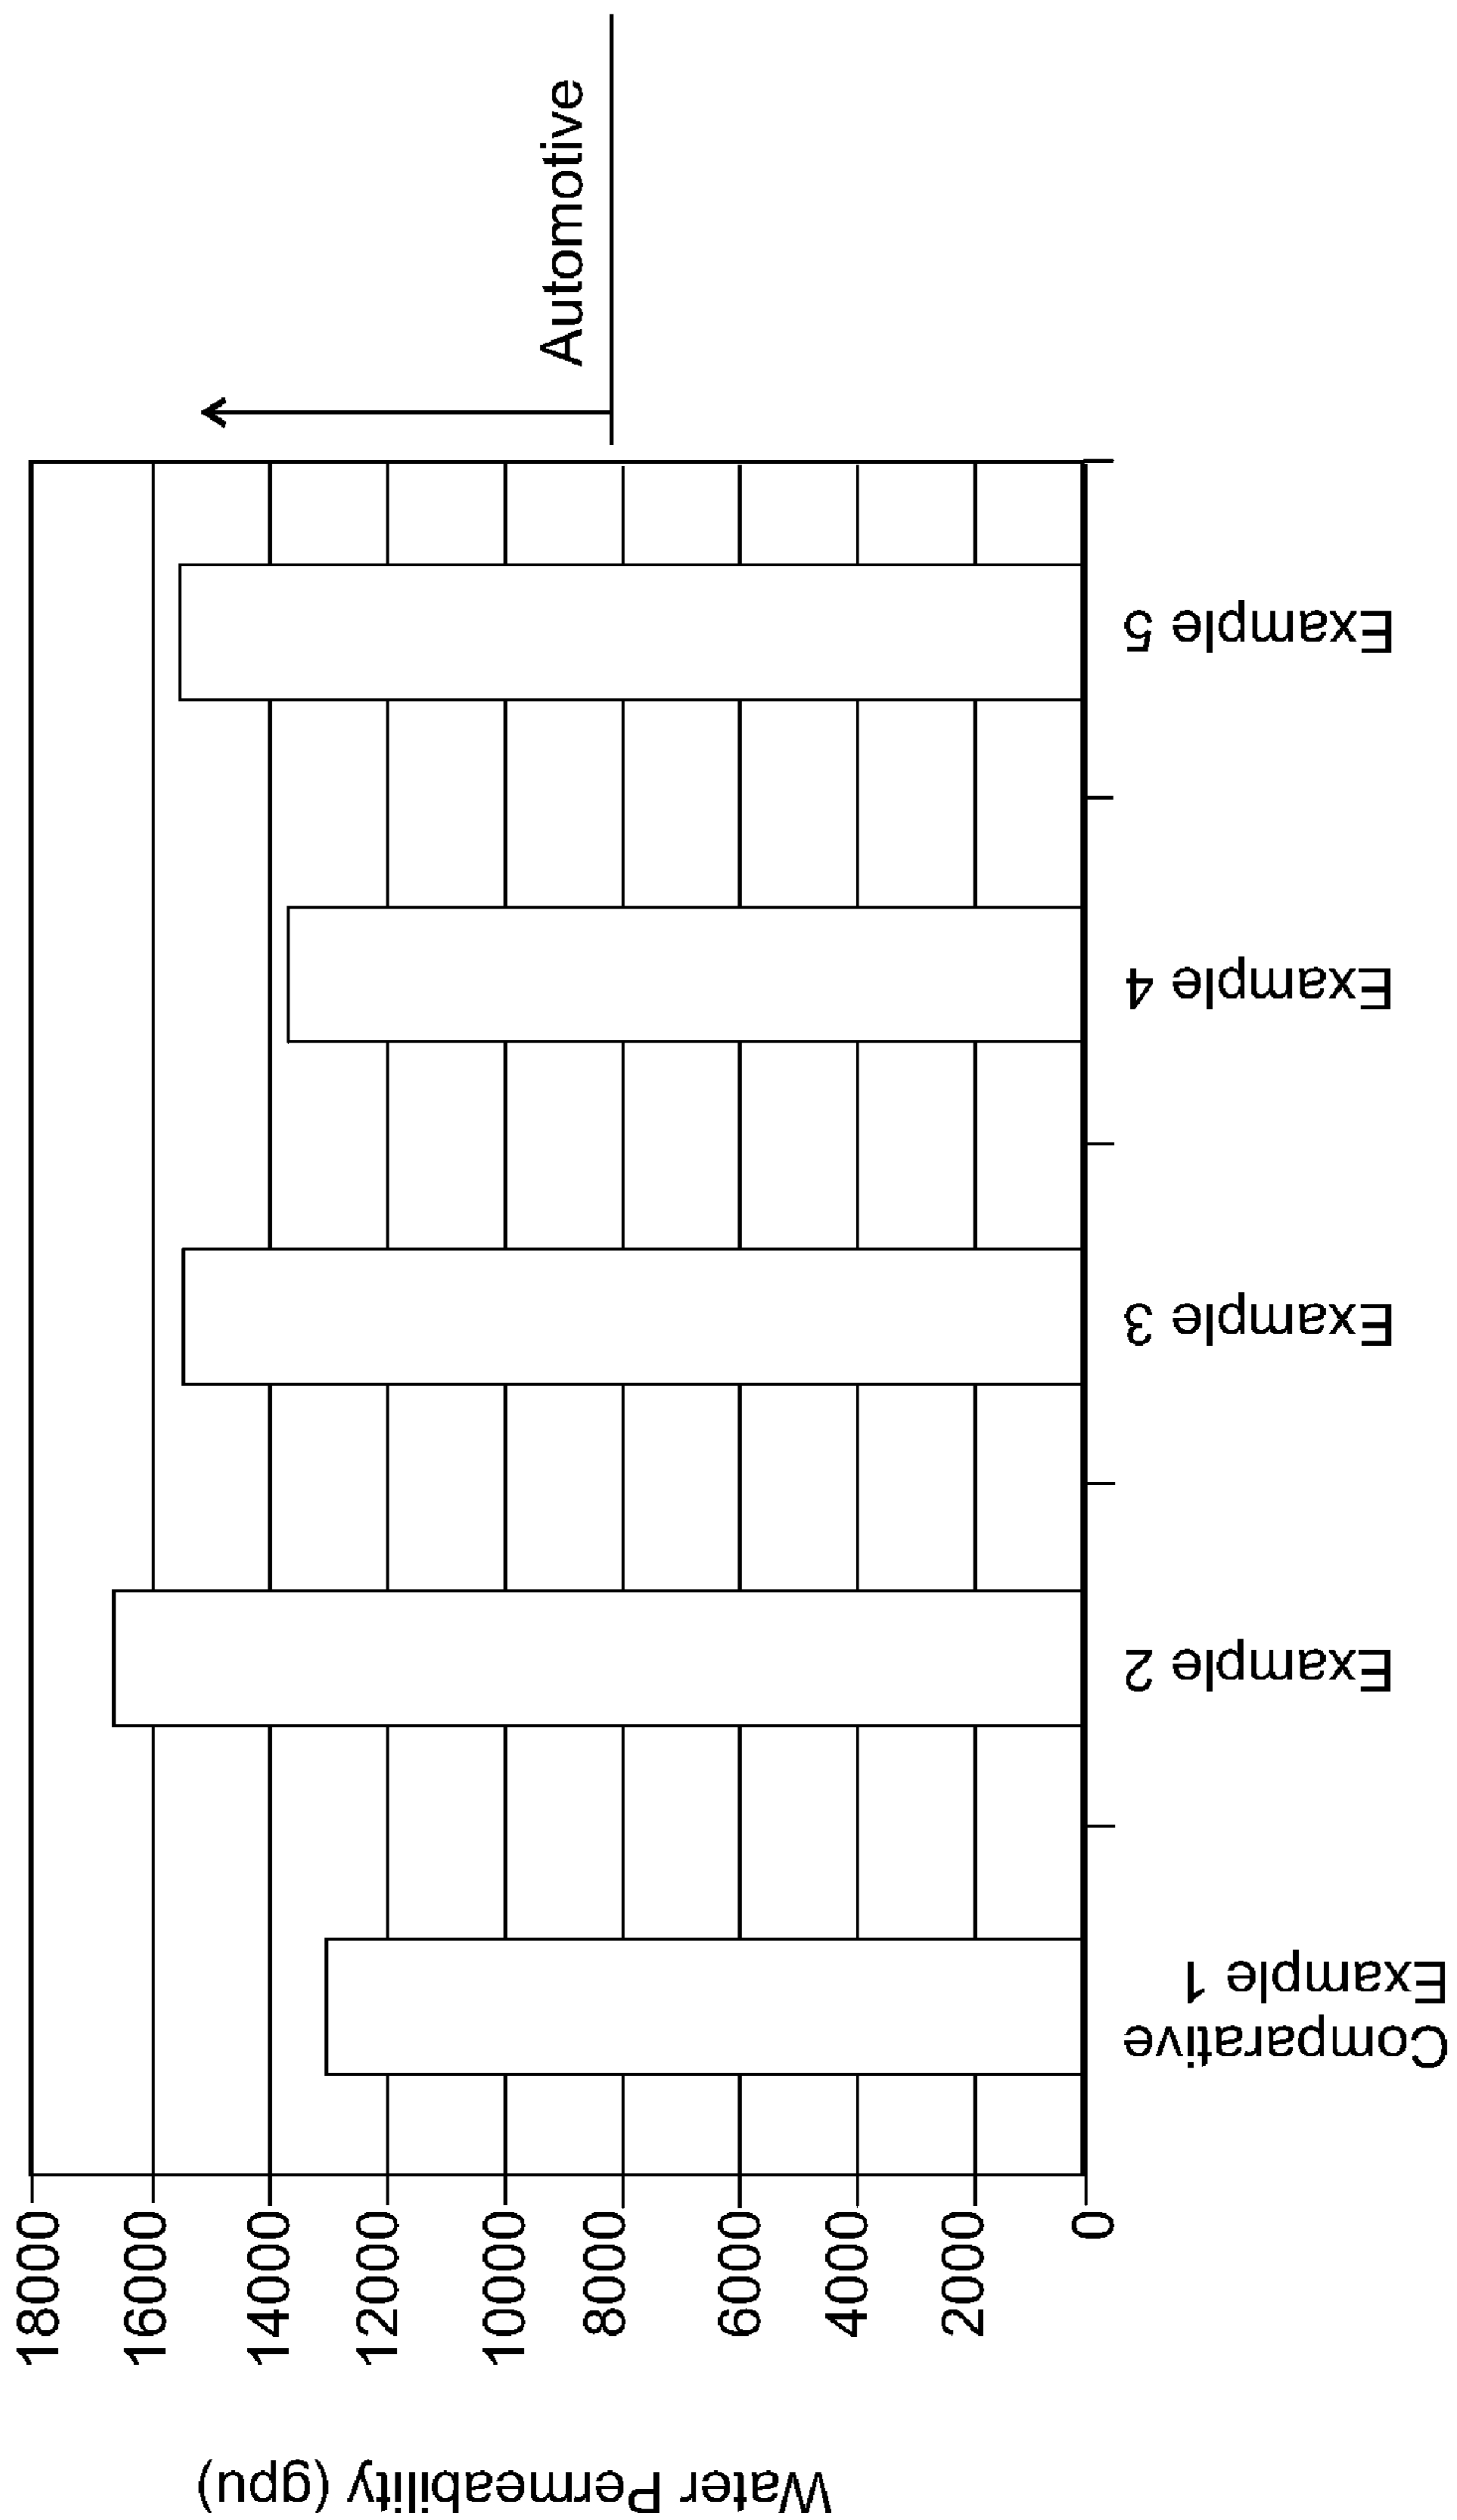 Water Permeability (gpu)
18000
16000
14000
12000
10000
8000
6000
4000
2000
0
Comparative
Example 1
Example 2
Example 3
Example 4
Example 5
Automotive